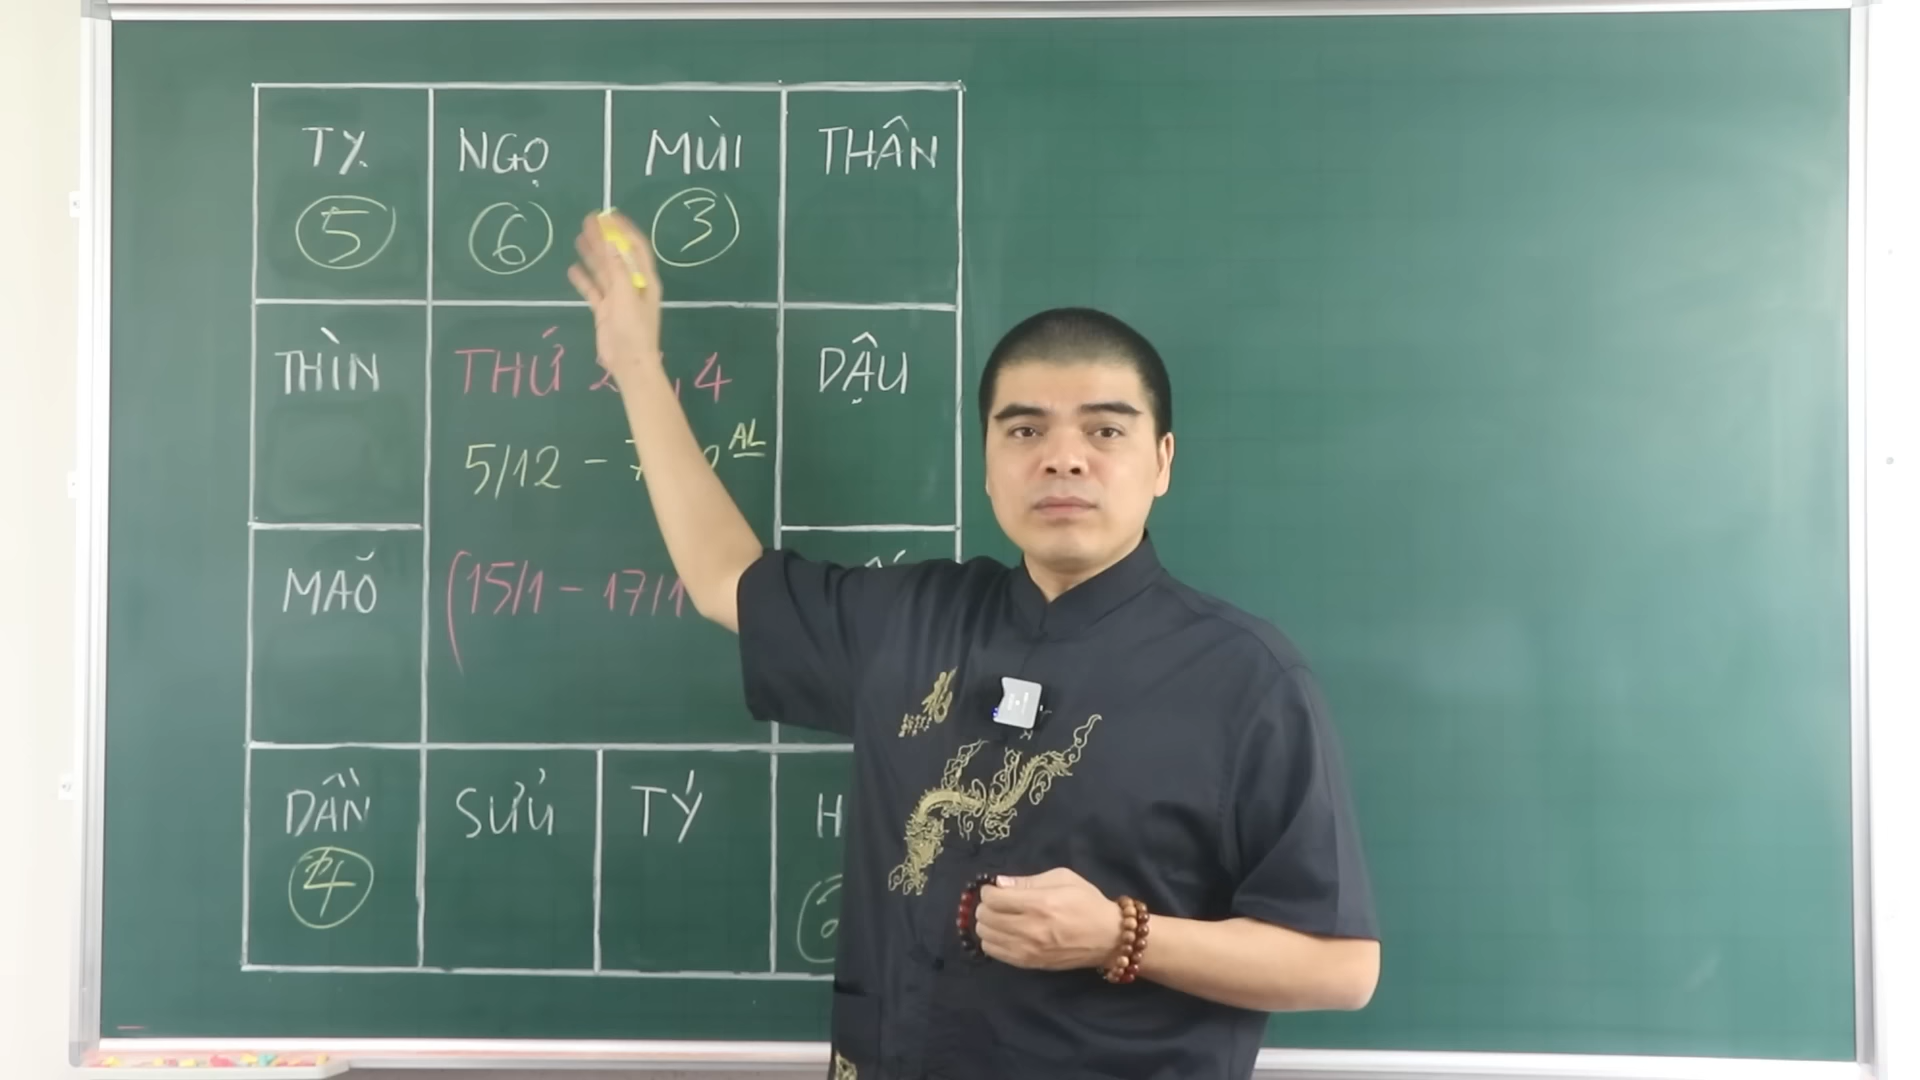 TỴ
NGỌ
MÙI
THÂN
5
6
3
THÌN
THỨ 4
DẬU
5/12 -
AL
MÃO
(15/1 - 17/1
DẦN
SỬU
TÝ
H
4